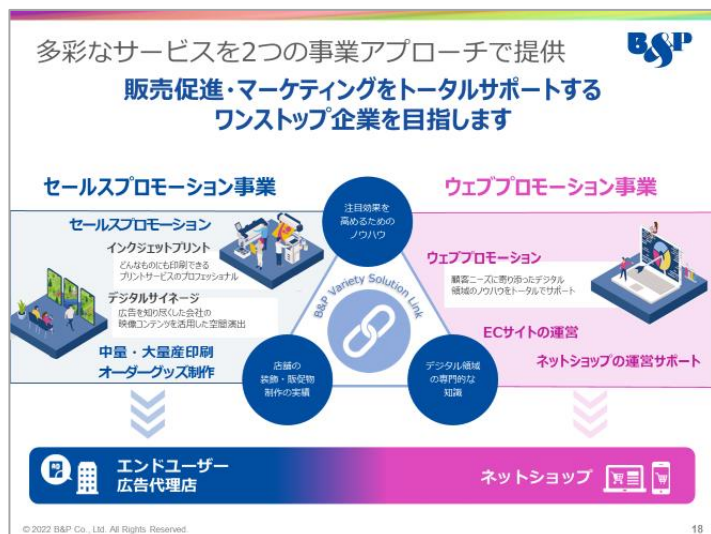 多彩なサービスを2つの事業アプローチで提供
B&P
販売促進・マーケティングをトータルサポートする
ワンストップ企業を目指します
セールスプロモーション事業
セールスプロモーション
インクジェットプリント
どんなものにも印刷できる
プリントサービスのプロフェッショナル
デジタルサイネージ
広告を知り尽くした会社の
映像コンテンツを活用した空間演出
中量・大量産印刷
オーダーグッズ制作
注目効果を
高めるための
ノウハウ
B&P Variety Solution Link
店舗の
装飾・販促物
制作の実績
デジタル領域
の専門的な
知識
ウェブプロモーション事業
ウェブプロモーション
顧客ニーズに寄り添ったデジタル
領域のノウハウをトータルでサポート
ECサイトの運営
ネットショップの運営サポート
エンドユーザー
広告代理店
ネットショップ
© 2022 B&P Co., Ltd. All Rights Reserved.
18